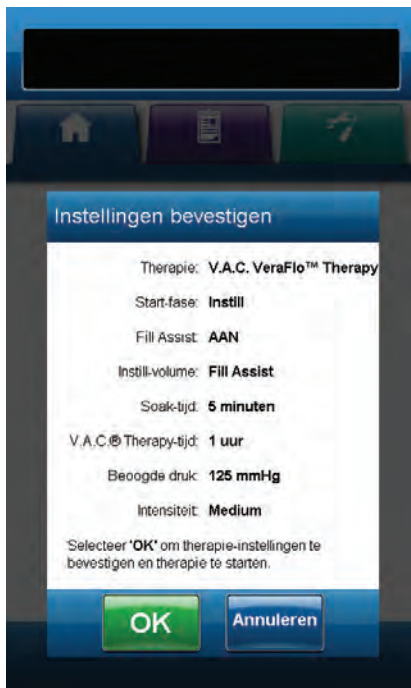 Instellingen bevestigen
Therapie: V.A.C. VeraFlo™ Therapy
Start-fase: Instill
Fill Assist: AAN
Instill-volume: Fill Assist
Soak-tijd: 5 minuten
V.A.C.® Therapy-tijd: 1 uur
Beoogde druk: 125 mmHg
Intensiteit: Medium
Selecteer 'OK' om therapie-instellingen te
bevestigen en therapie te starten.
OK Annuleren